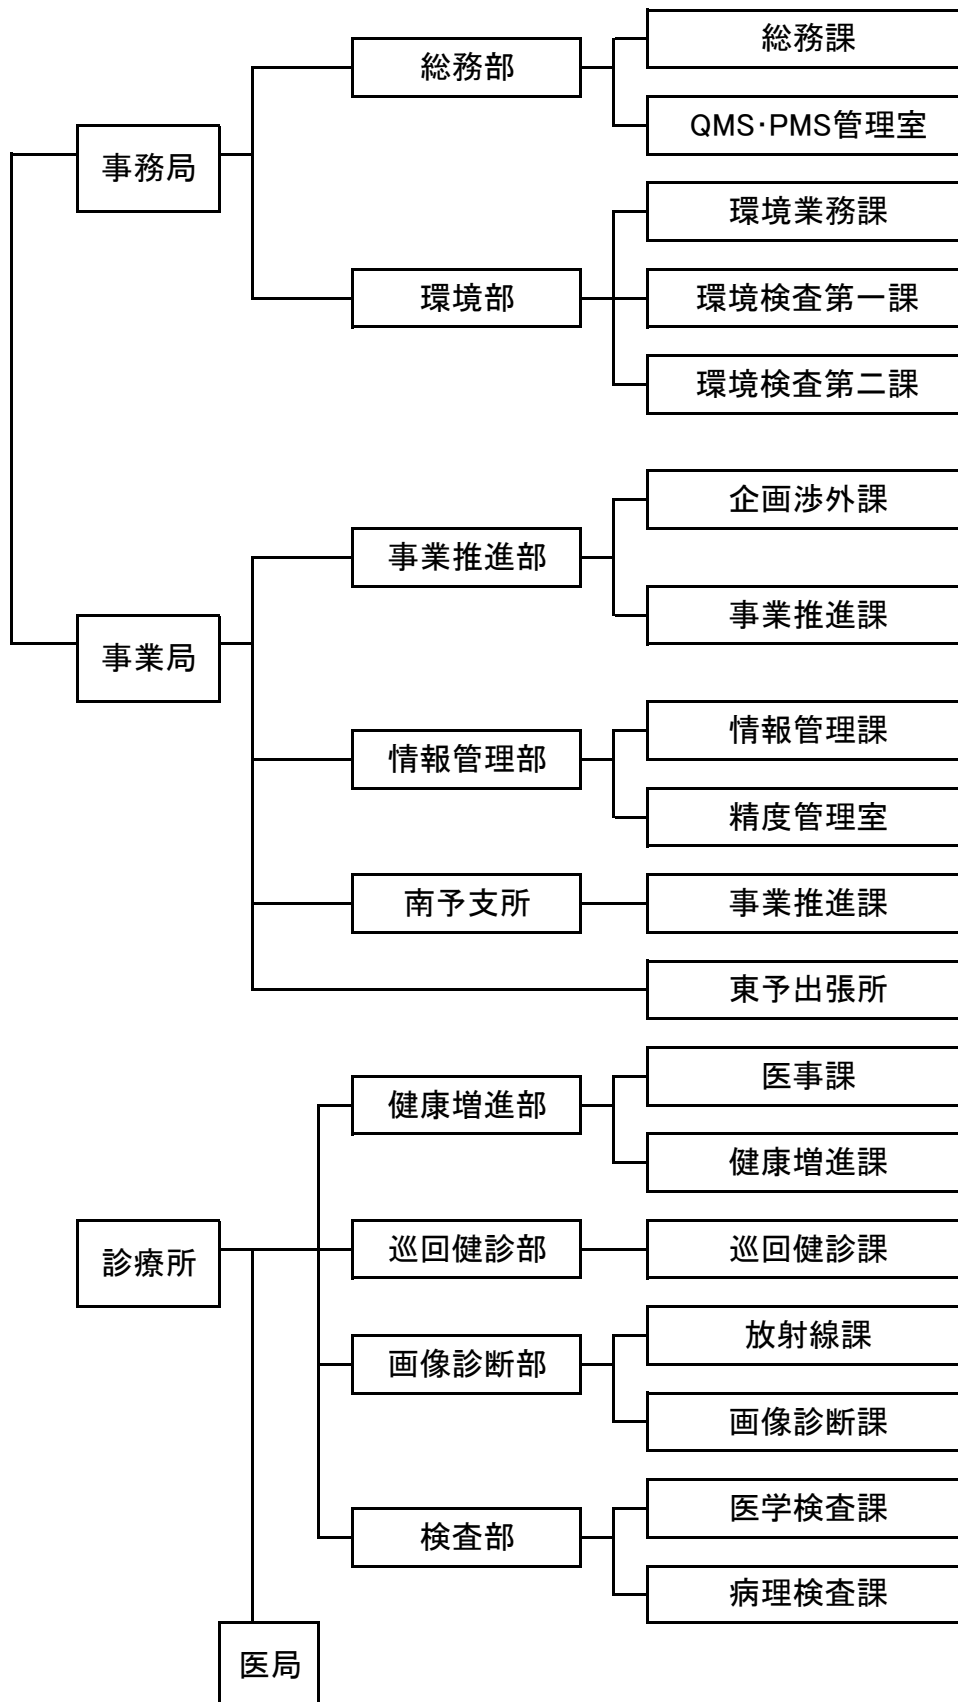 総務課
総務部
QMS・PMS管理室
事務局
環境業務課
環境部
環境検査第一課
環境検査第二課
企画渉外課
事業推進部
事業推進課
事業局
情報管理課
情報管理部
精度管理室
南予支所
事業推進課
東予出張所
医事課
健康増進部
健康増進課
診療所
巡回健診部
巡回健診課
放射線課
画像診断部
画像診断課
医学検査課
検査部
病理検査課
医局